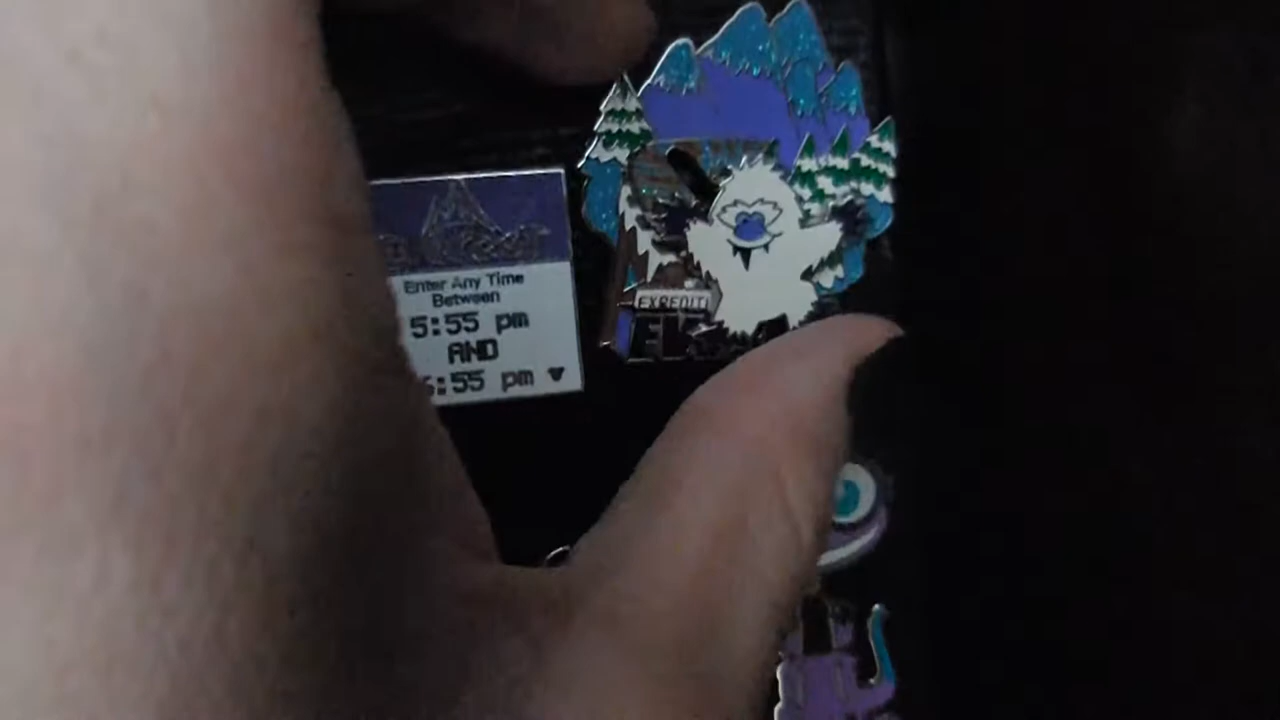 Enter Any Time
Between
5:55 pm
AND
:55 pm
EXPEDITI